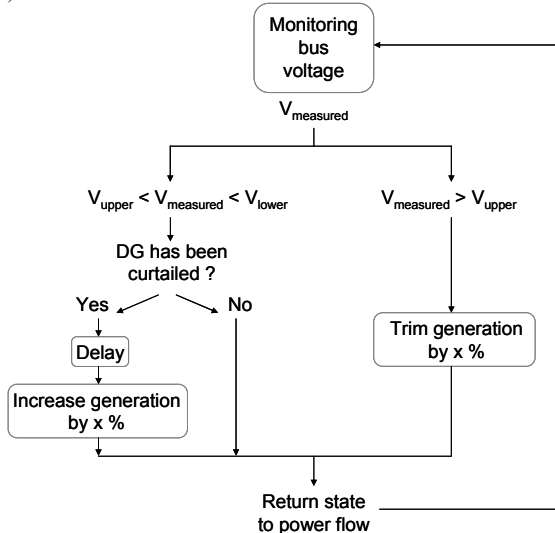 )
Monitoring
bus
voltage
Vmeasured
Vupper < Vmeasured < Vlower
Vmeasured > Vupper
DG has been
curtailed ?
Yes
No
Delay
Trim generation
by x %
Increase generation
by x %
Return state
to power flow